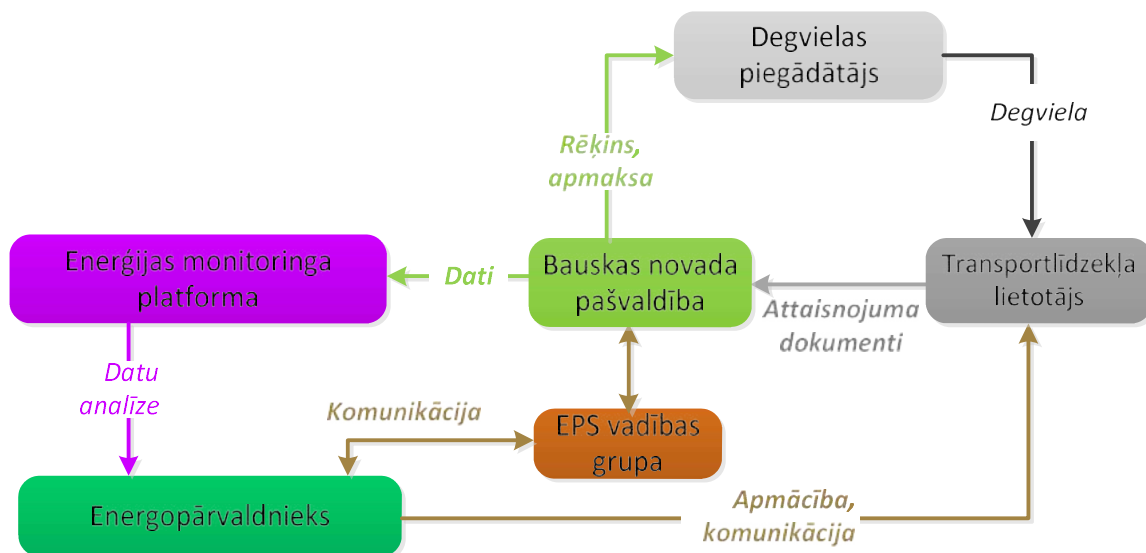 Degvielas
piegādātājs
Degviela
Rēķins,
apmaksa
Enerģijas monitoringa
platforma
Dati
Bauskas novada
pašvaldība
Attaisnojuma
dokumenti
Transportlīdzekļa
lietotājs
Datu
analīze
Komunikācija
EPS vadības
grupa
Energopārvaldnieks
Apmācība,
komunikācija